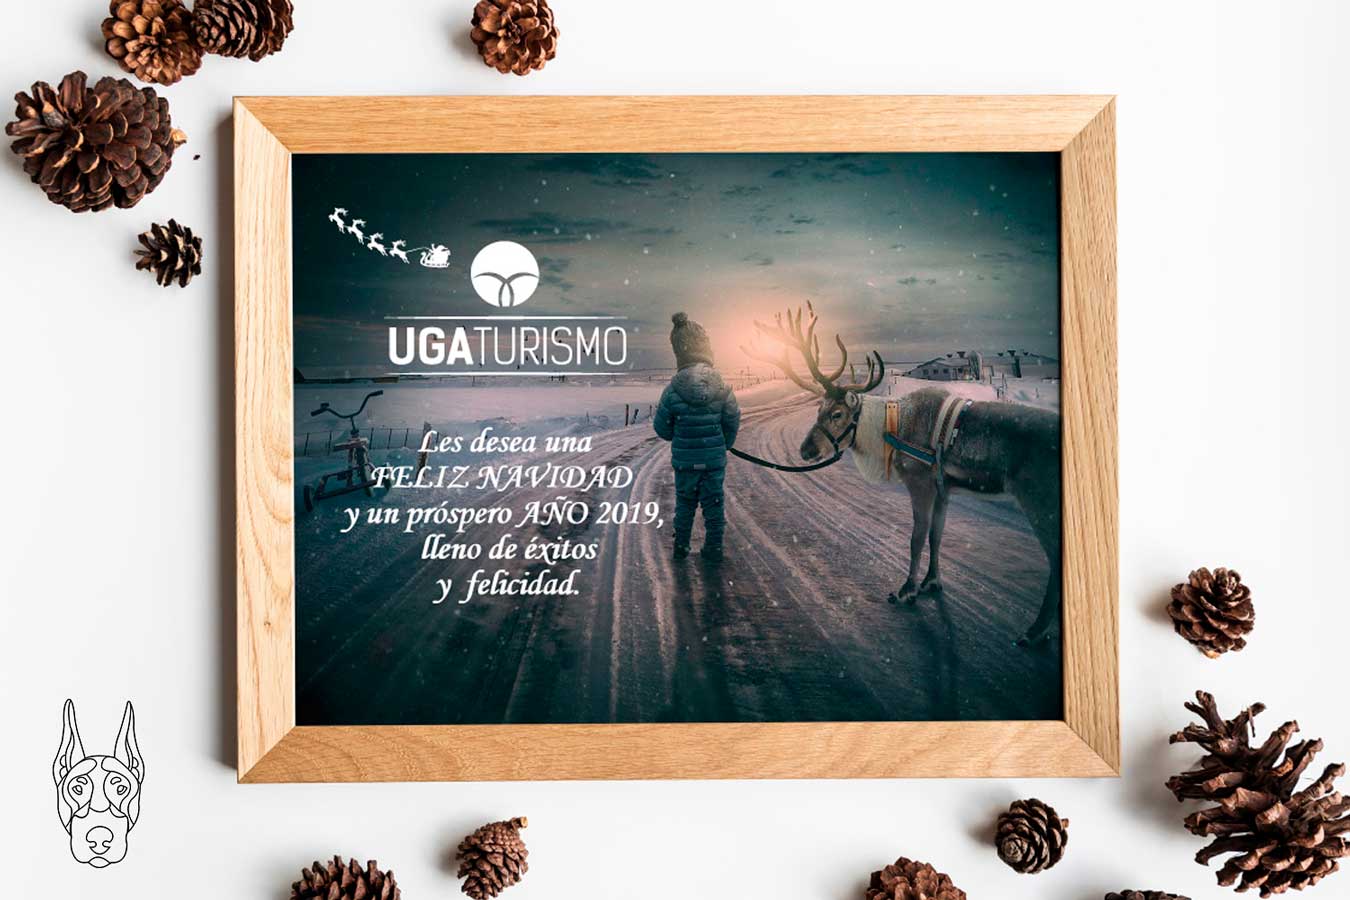 UGATURISMO
Les desea una
FELIZ NAVIDAD
y un próspero AÑO 2019,
lleno de éxitos
y felicidad.